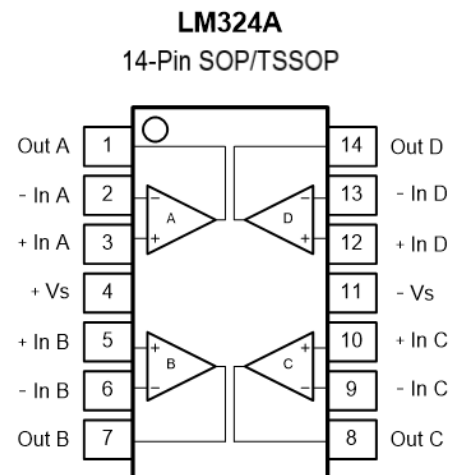 LM324A
14-Pin SOP/TSSOP
Out A 1 14 Out D
- In A 2 − − 13 - In D
A D
+ In A 3 + + 12 + In D
+ Vs 4 11 - Vs
+ In B 5 + + 10 + In C
B C
- In B 6 − − 9 - In C
Out B 7 8 Out C